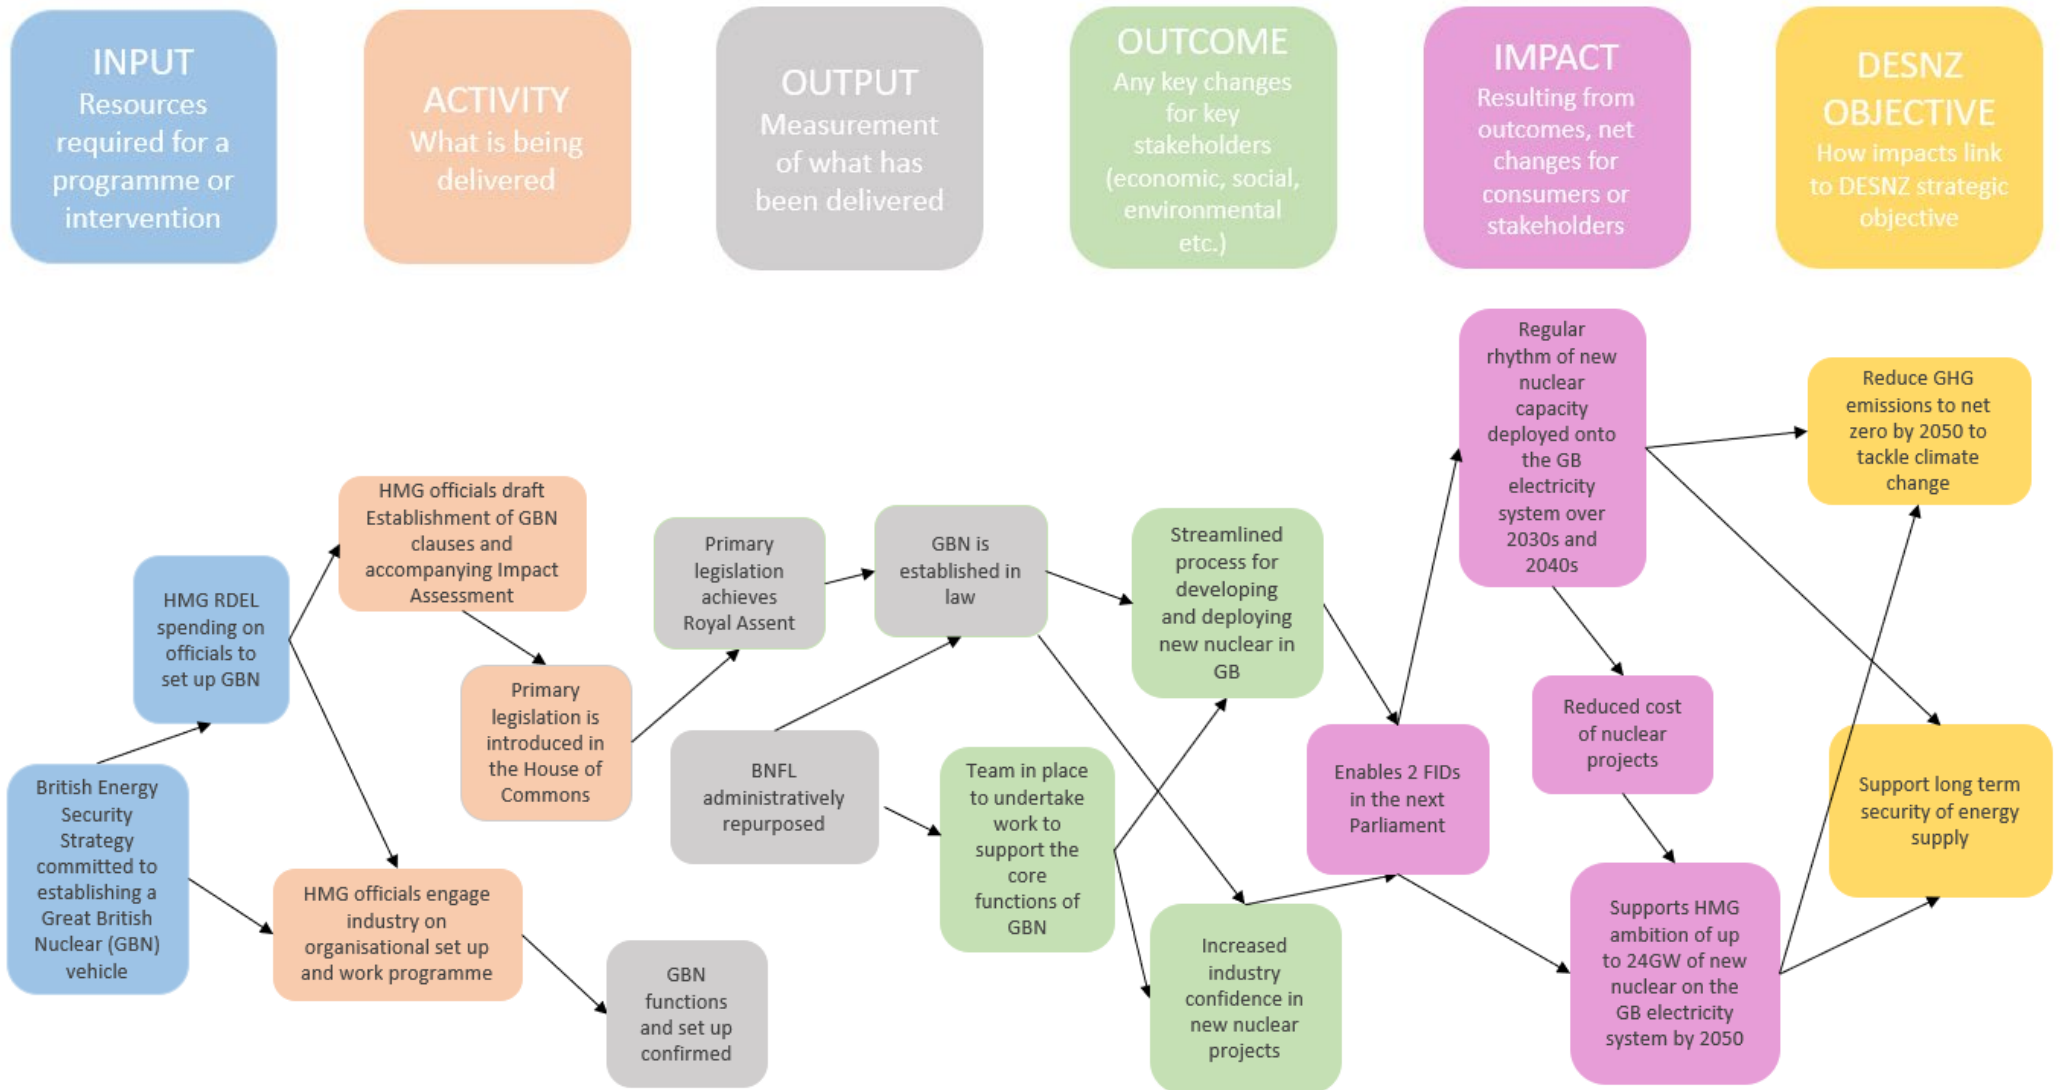 INPUT
Resources
required for a
programme or
intervention
ACTIVITY
What is being
delivered
OUTPUT
Measurement
of what has
been delivered
OUTCOME
Any key changes
for key
stakeholders
(economic, social,
environmental
etc.)
IMPACT
Resulting from
outcomes, net
changes for
consumers or
stakeholders
DESNZ
OBJECTIVE
How impacts link
to DESNZ strategic
objective
British Energy
Security
Strategy
committed to
establishing a
Great British
Nuclear (GBN)
vehicle
HMG RDEL
spending on
officials to
set up GBN
HMG officials draft
Establishment of GBN
clauses and
accompanying Impact
Assessment
Primary
legislation is
introduced in
the House of
Commons
HMG officials engage
industry on
organisational set up
and work programme
Primary
legislation
achieves
Royal Assent
GBN is
established in
law
BNFL
administratively
repurposed
GBN
functions
and set up
confirmed
Streamlined
process for
developing
and deploying
new nuclear in
GB
Team in place
to undertake
work to
support the
core
functions of
GBN
Increased
industry
confidence in
new nuclear
projects
Enables 2 FIDs
in the next
Parliament
Regular
rhythm of new
nuclear
capacity
deployed onto
the GB
electricity
system over
2030s and
2040s
Reduced cost
of nuclear
projects
Supports HMG
ambition of up
to 24GW of new
nuclear on the
GB electricity
system by 2050
Reduce GHG
emissions to net
zero by 2050 to
tackle climate
change
Support long term
security of energy
supply